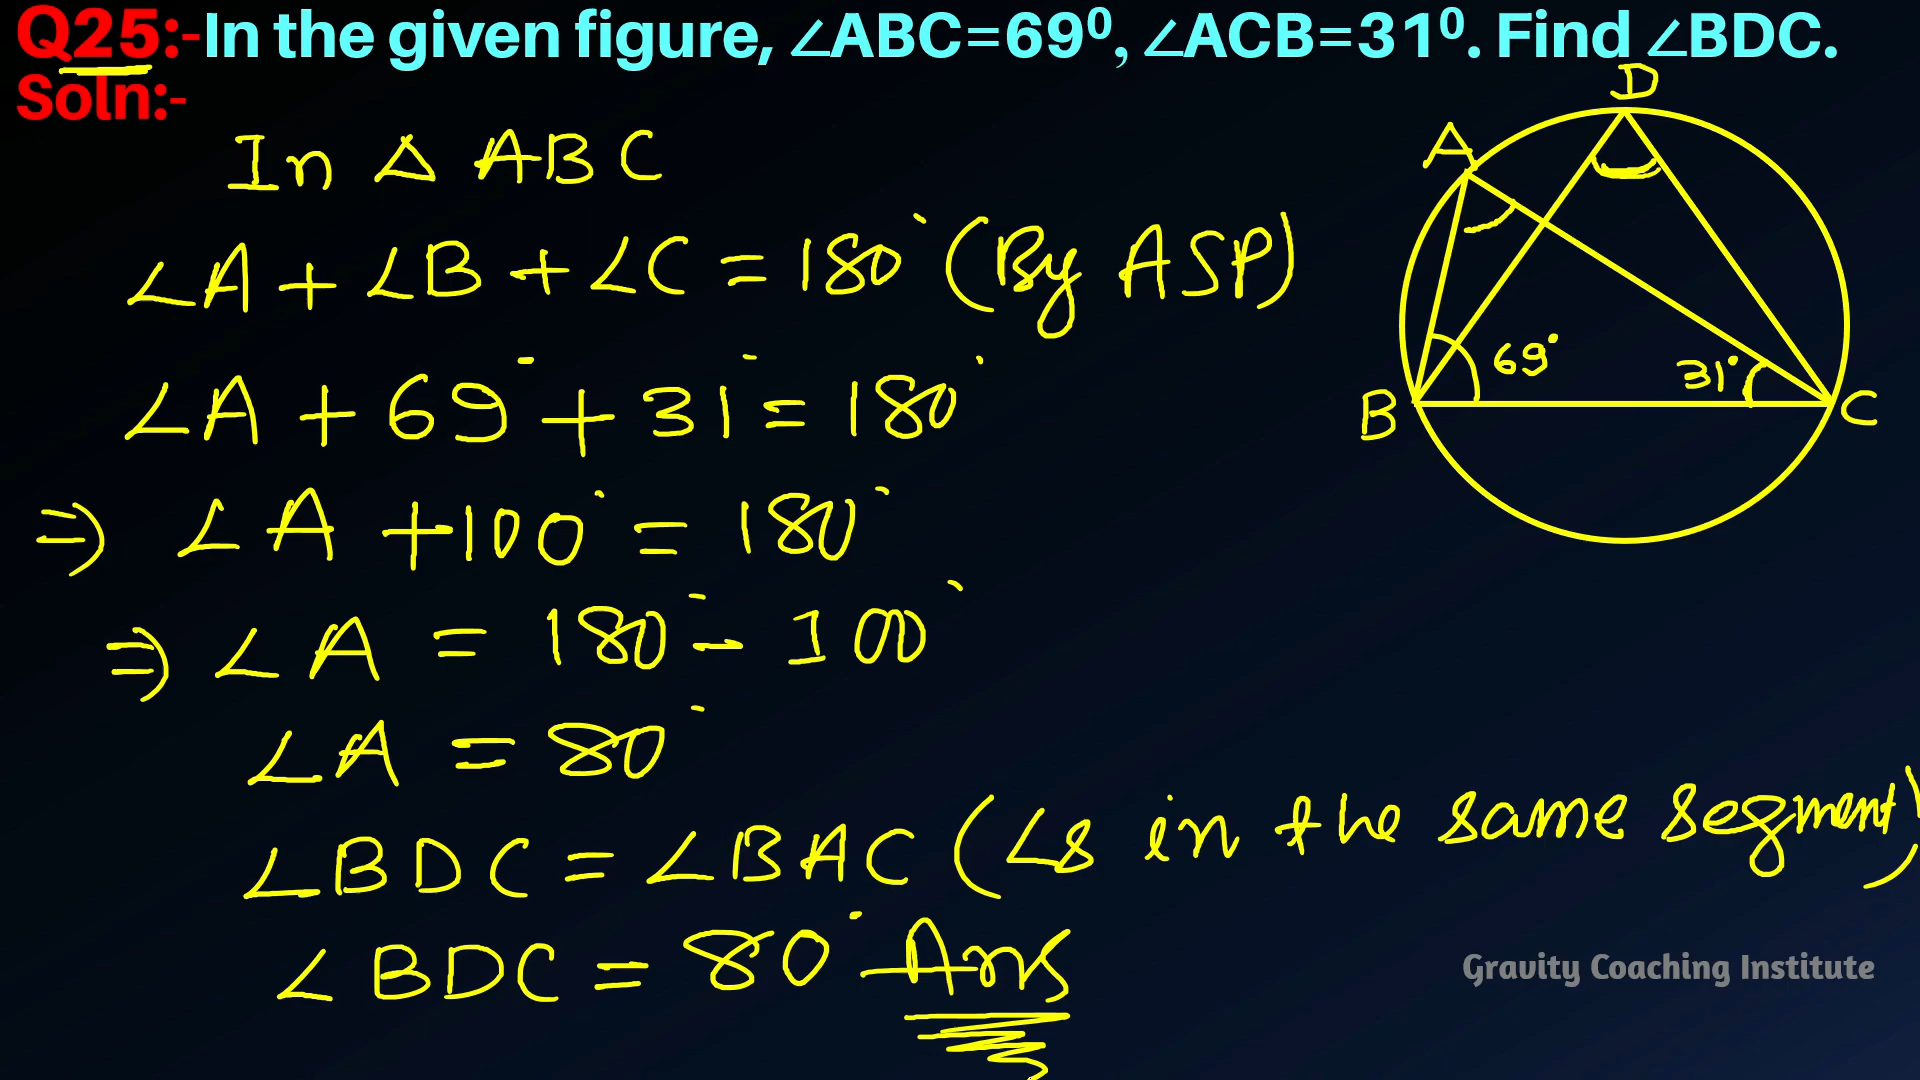 Q25:-In the given figure, ∠ABC=69⁰, ∠ACB=31⁰. Find ∠BDC.
Soln:-
In △ ABC
∠A + ∠B + ∠C = 180° (By ASP)
∠A + 69° + 31° = 180°
⇒ ∠A + 100° = 180°
⇒ ∠A = 180° - 100°
∠A = 80°
∠BDC = ∠BAC (∠s in the same segment)
∠BDC = 80° Ans
D
A
69°
31°
B
C
Gravity Coaching Institute